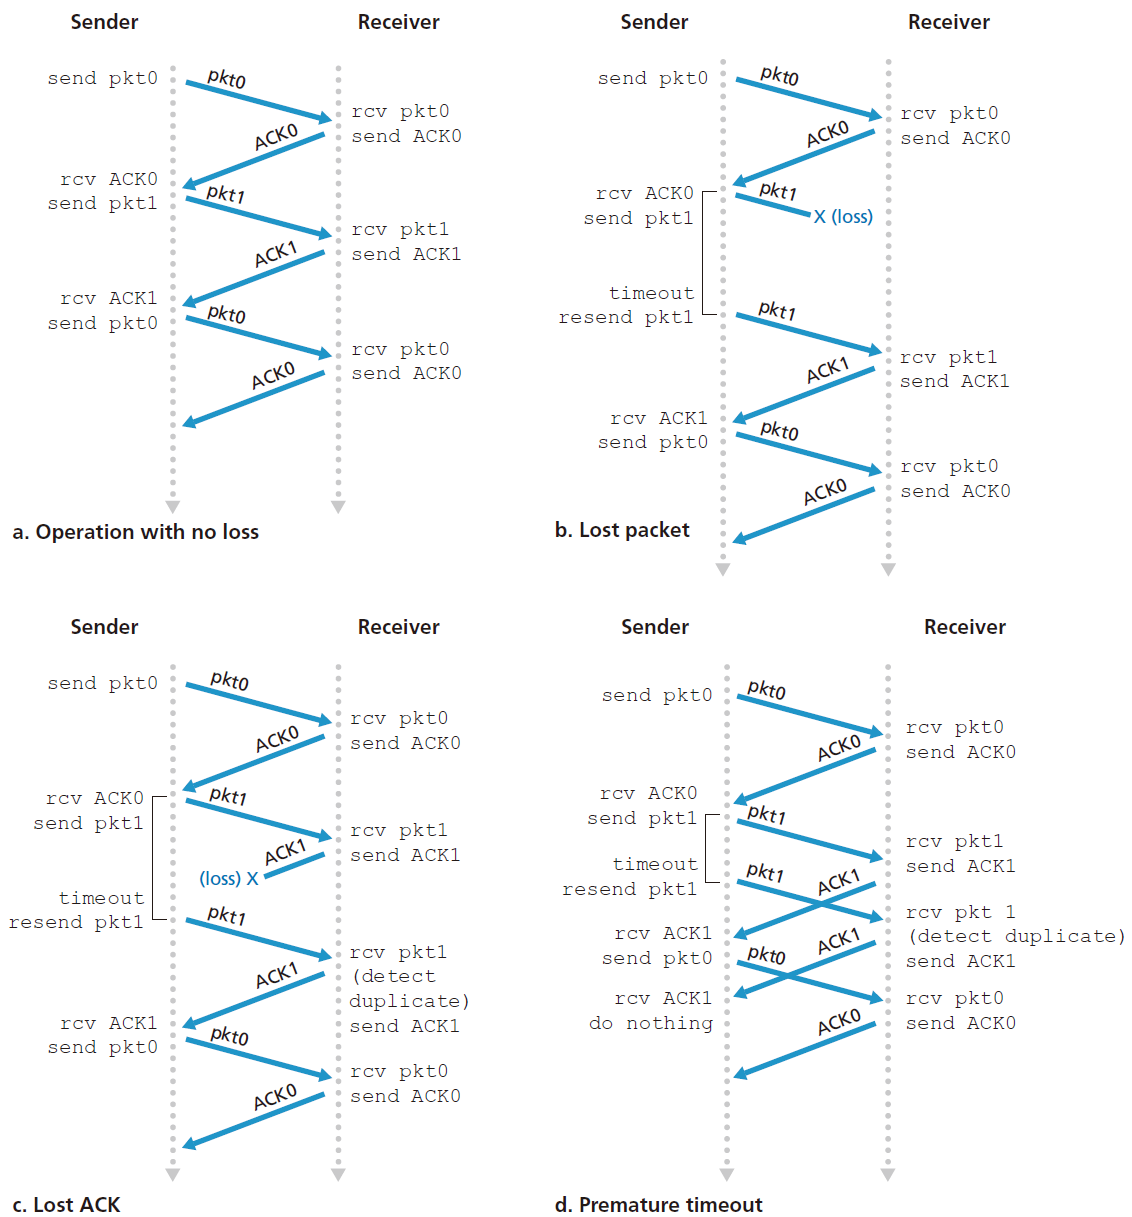 Sender
Receiver
send pkt0
pkt0
rcv pkt0
send ACK0
ACK0
rcv ACK0
send pkt1
pkt1
rcv pkt1
send ACK1
ACK1
rcv ACK1
send pkt0
pkt0
rcv pkt0
send ACK0
ACK0
a. Operation with no loss
Sender
Receiver
send pkt0
pkt0
rcv pkt0
send ACK0
ACK0
rcv ACK0
send pkt1
pkt1
X (loss)
timeout
resend pkt1
pkt1
rcv pkt1
send ACK1
ACK1
rcv ACK1
send pkt0
pkt0
rcv pkt0
send ACK0
ACK0
b. Lost packet
Sender
Receiver
send pkt0
pkt0
rcv pkt0
send ACK0
ACK0
rcv ACK0
send pkt1
pkt1
rcv pkt1
send ACK1
ACK1
(loss) X
timeout
resend pkt1
pkt1
rcv pkt1
(detect
duplicate)
send ACK1
ACK1
rcv ACK1
send pkt0
pkt0
rcv pkt0
send ACK0
ACK0
c. Lost ACK
Sender
Receiver
send pkt0
pkt0
rcv pkt0
send ACK0
ACK0
rcv ACK0
send pkt1
pkt1
rcv pkt1
send ACK1
timeout
resend pkt1
pkt1
ACK1
rcv pkt 1
(detect duplicate)
send ACK1
rcv ACK1
send pkt0
pkt0
ACK1
rcv pkt0
send ACK0
rcv ACK1
do nothing
ACK0
d. Premature timeout